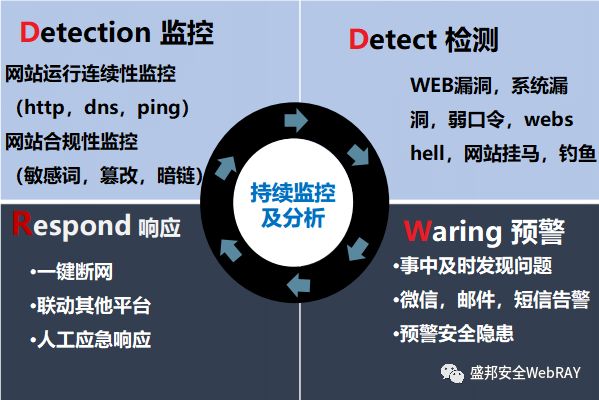 Detection 监控
网站运行连续性监控
（http，dns，ping）
网站合规性监控
（敏感词，篡改，暗链）
Detect 检测
WEB漏洞，系统漏
洞，弱口令，webs
hell，网站挂马，钓鱼
持续监控
及分析
Respond 响应
•一键断网
•联动其他平台
•人工应急响应
Waring 预警
•事中及时发现问题
•微信，邮件，短信告警
•预警安全隐患
盛邦安全WebRAY